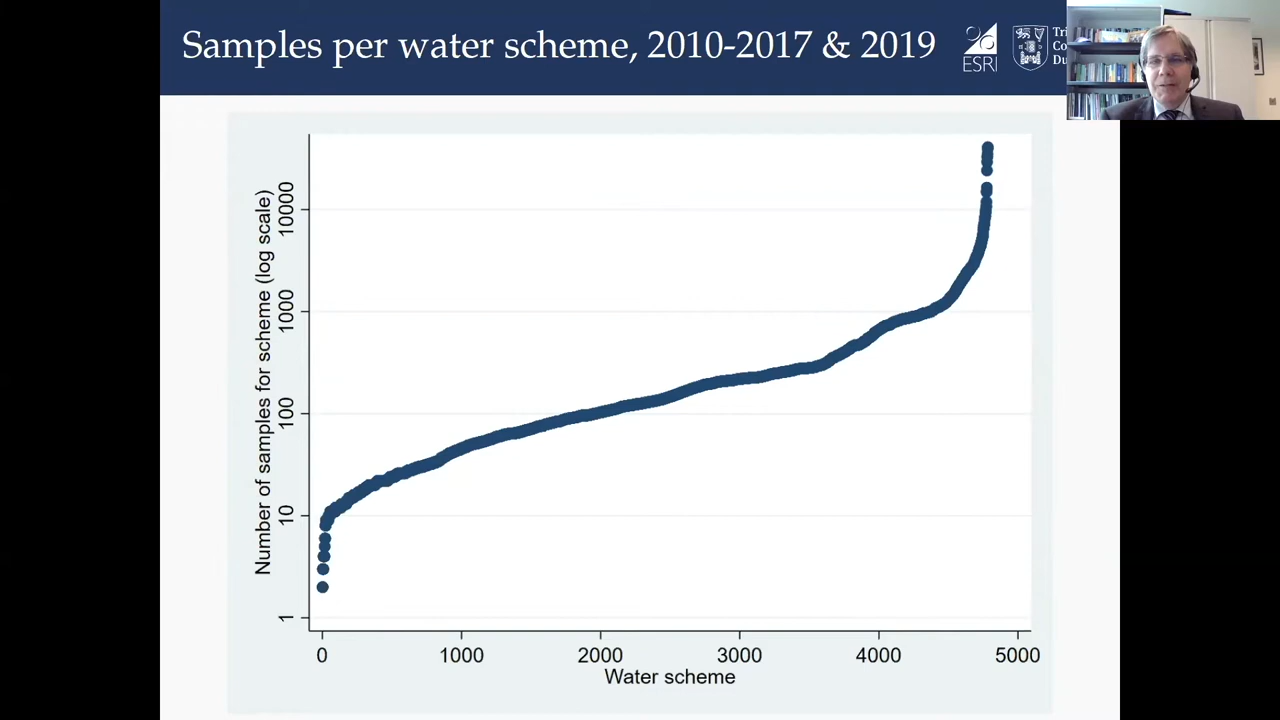 Samples per water scheme, 2010-2017 & 2019
ESRI
Number of samples for scheme (log scale)
10000
1000
100
10
1
0 1000 2000 3000 4000 5000
Water scheme